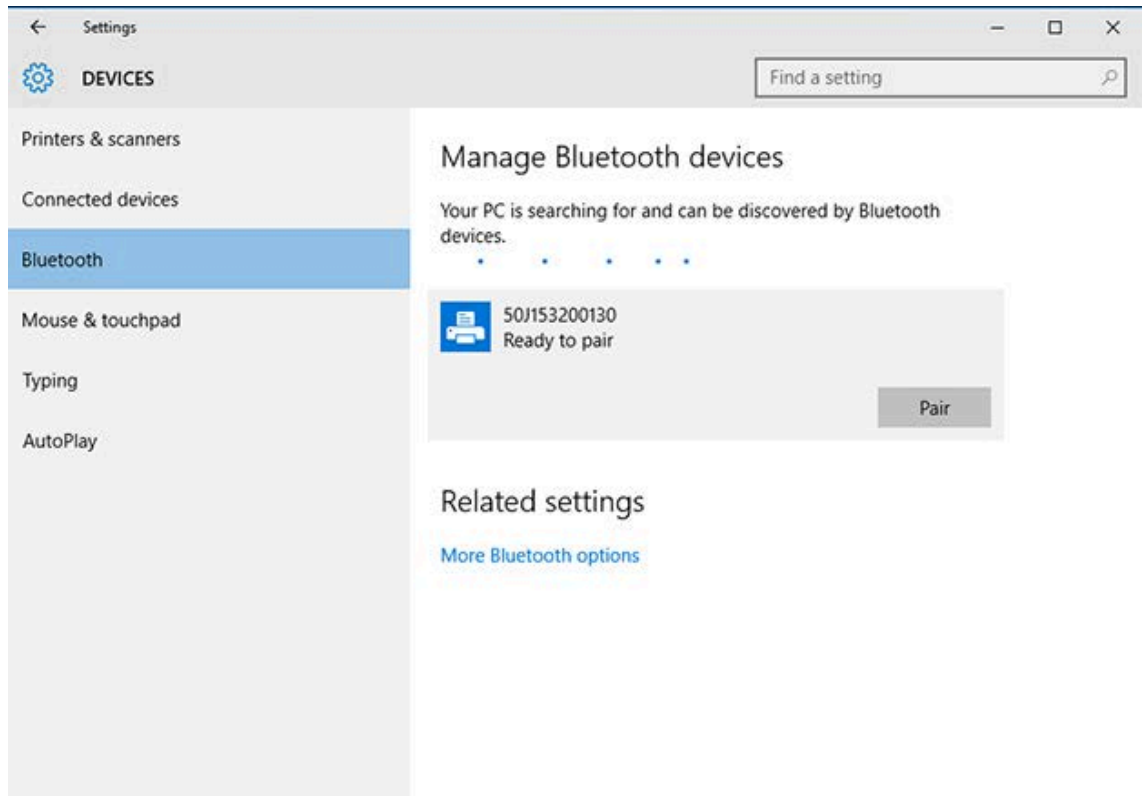 Settings
DEVICES
Find a setting
Printers & scanners
Connected devices
Bluetooth
Mouse & touchpad
Typing
AutoPlay
Manage Bluetooth devices
Your PC is searching for and can be discovered by Bluetooth
devices.
50J153200130
Ready to pair
Pair
Related settings
More Bluetooth options